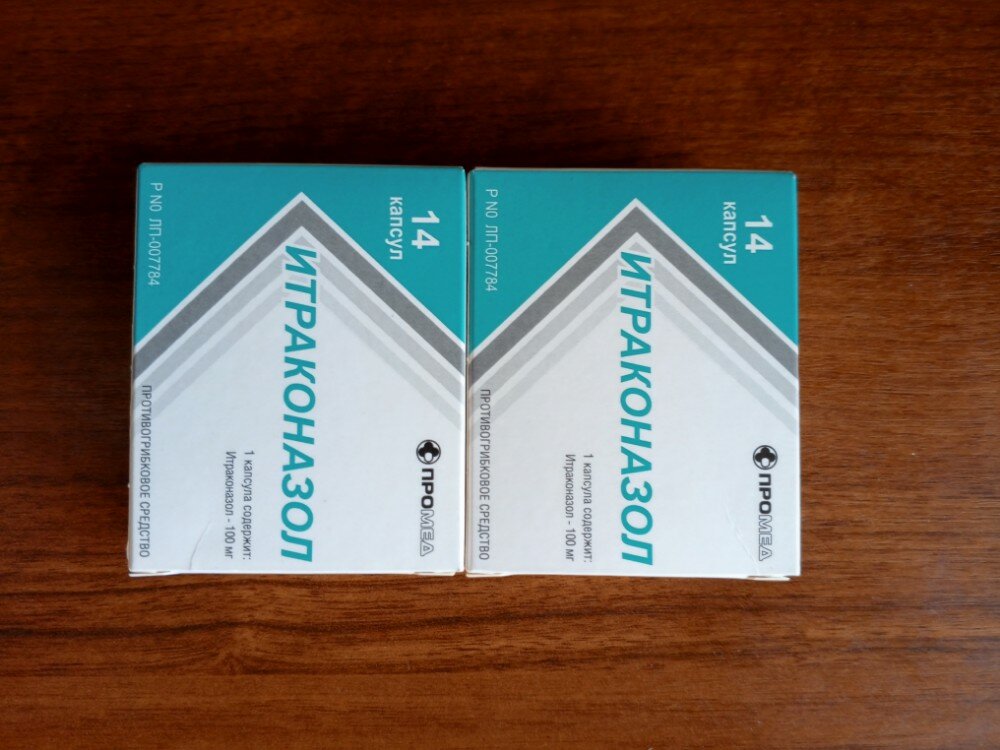 14
капсул
Р N0 ЛП-007784
ИТРАКОНАЗОЛ
ПРОМЕД
1 капсула содержит:
Итраконазол - 100 мг
ПРОТИВОГРИБКОВОЕ СРЕДСТВО
14
капсул
Р N0 ЛП-007784
ИТРАКОНАЗОЛ
ПРОМЕД
1 капсула содержит:
Итраконазол - 100 мг
ПРОТИВОГРИБКОВОЕ СРЕДСТВО